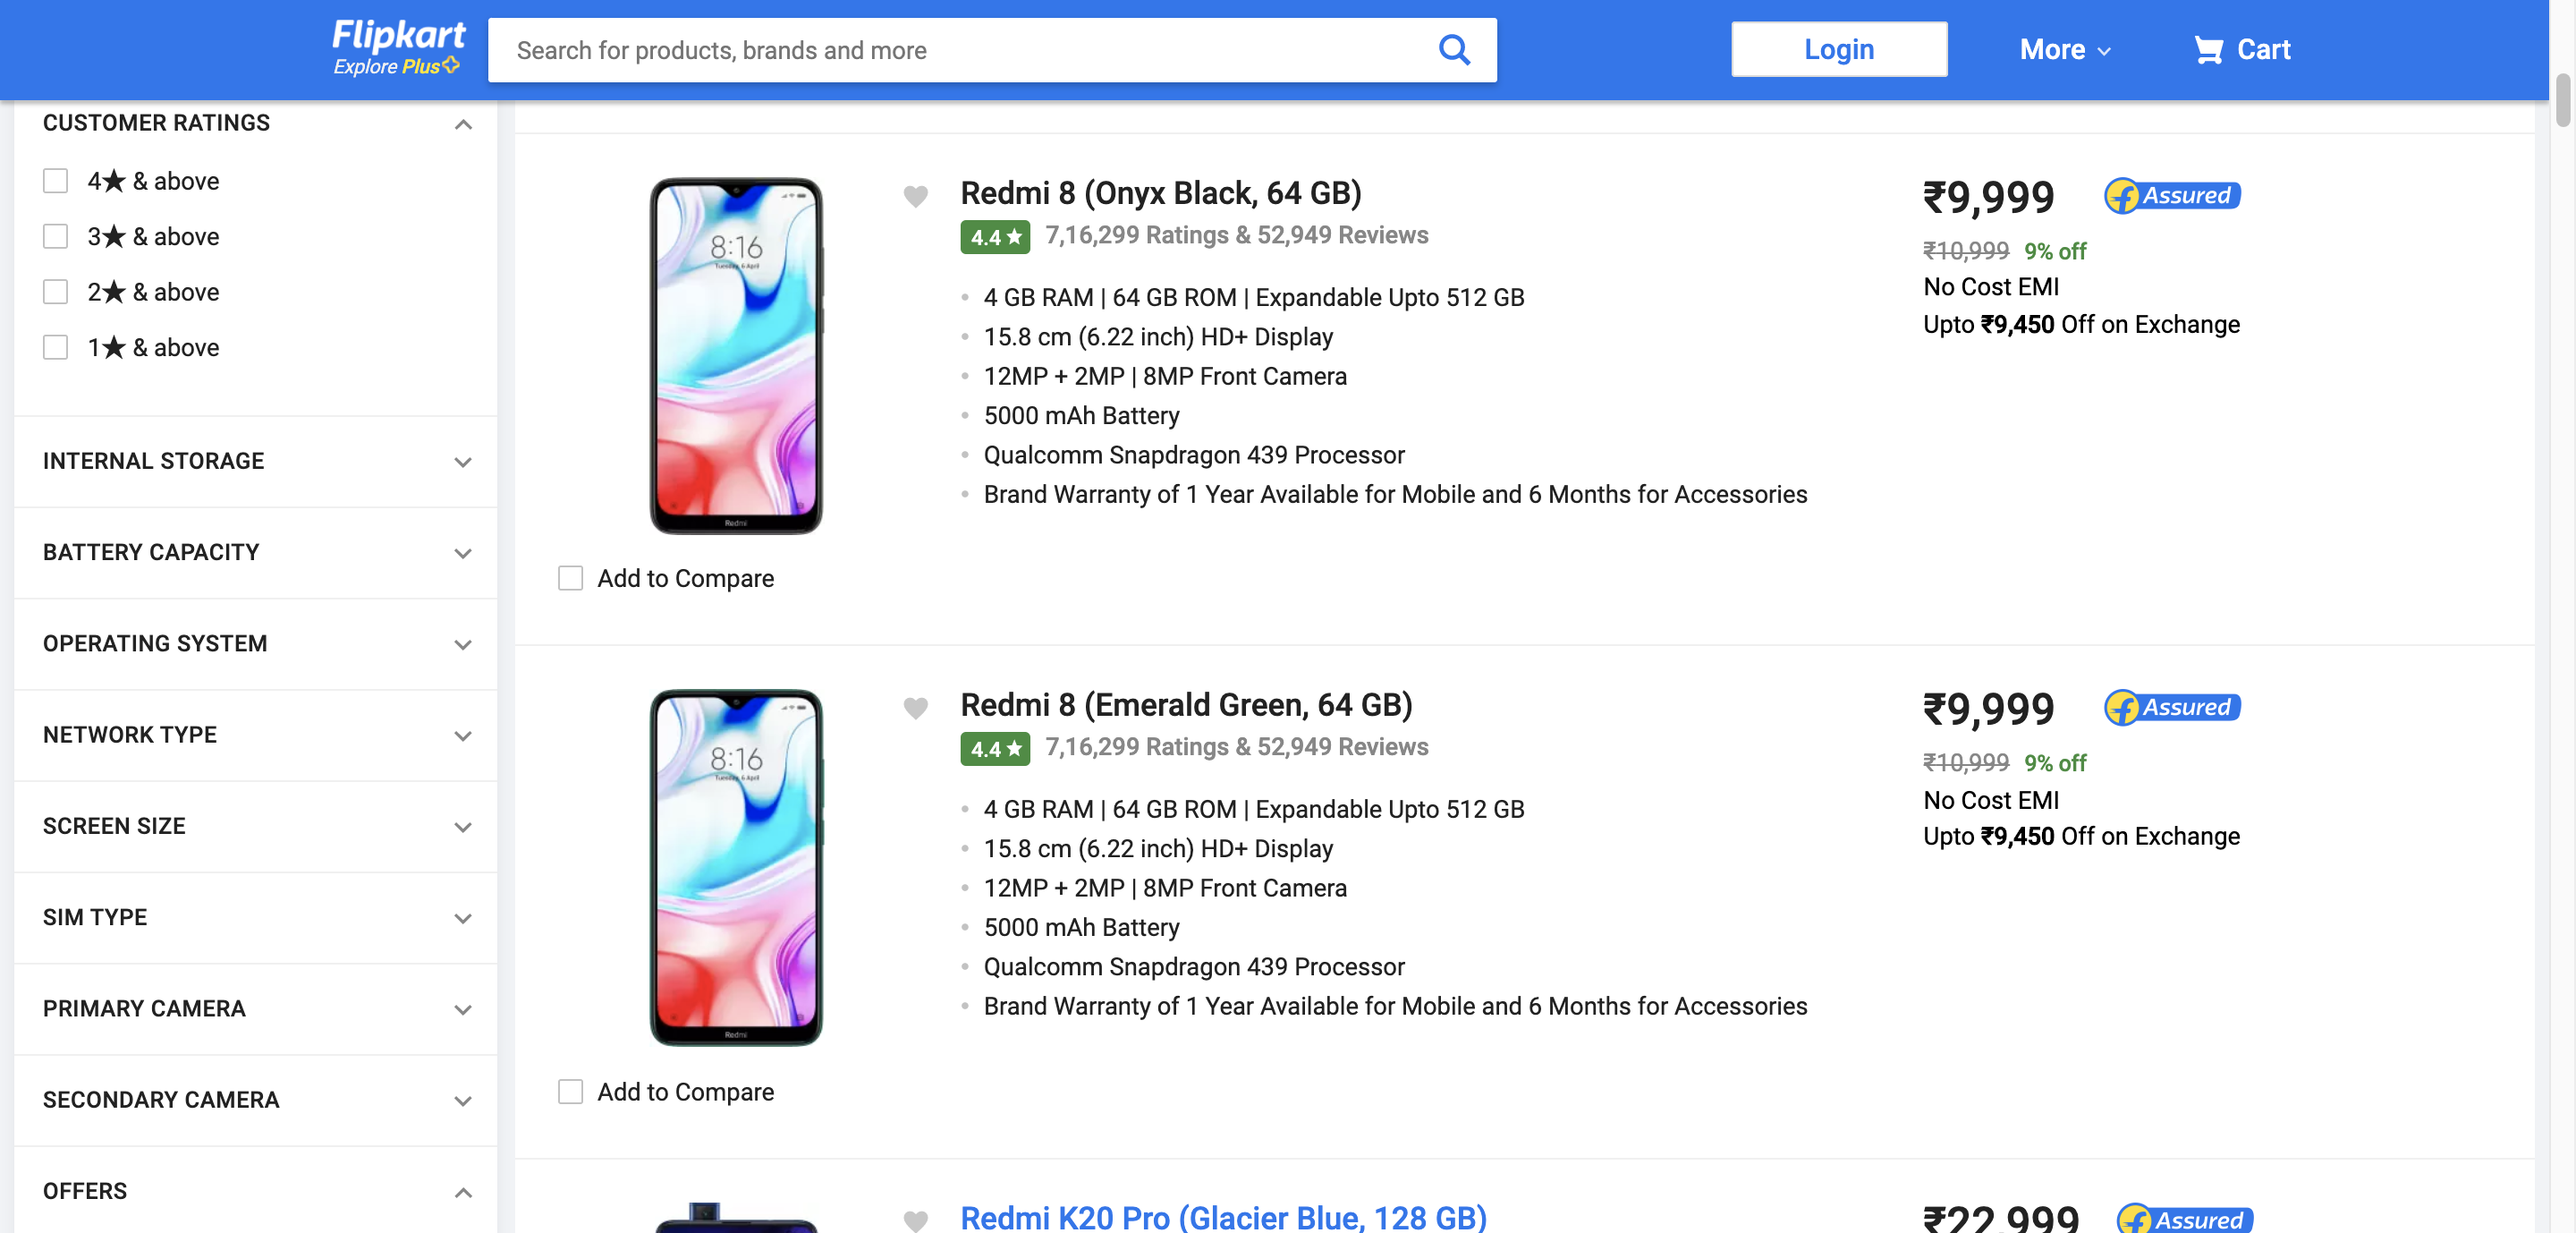 Flipkart
Explore Plus
Search for products, brands and more
Login
More
Cart
CUSTOMER RATINGS
4★ & above
3★ & above
2★ & above
1★ & above
INTERNAL STORAGE
BATTERY CAPACITY
OPERATING SYSTEM
NETWORK TYPE
SCREEN SIZE
SIM TYPE
PRIMARY CAMERA
SECONDARY CAMERA
OFFERS
8:16
Tuesday, 6 April
Redmi
Add to Compare
Redmi 8 (Onyx Black, 64 GB)
4.4★ 7,16,299 Ratings & 52,949 Reviews
4 GB RAM | 64 GB ROM | Expandable Upto 512 GB
15.8 cm (6.22 inch) HD+ Display
12MP + 2MP | 8MP Front Camera
5000 mAh Battery
Qualcomm Snapdragon 439 Processor
Brand Warranty of 1 Year Available for Mobile and 6 Months for Accessories
₹9,999 Assured
₹10,999 9% off
No Cost EMI
Upto ₹9,450 Off on Exchange
8:16
Tuesday, 6 April
Redmi
Add to Compare
Redmi 8 (Emerald Green, 64 GB)
4.4★ 7,16,299 Ratings & 52,949 Reviews
4 GB RAM | 64 GB ROM | Expandable Upto 512 GB
15.8 cm (6.22 inch) HD+ Display
12MP + 2MP | 8MP Front Camera
5000 mAh Battery
Qualcomm Snapdragon 439 Processor
Brand Warranty of 1 Year Available for Mobile and 6 Months for Accessories
₹9,999 Assured
₹10,999 9% off
No Cost EMI
Upto ₹9,450 Off on Exchange
Redmi K20 Pro (Glacier Blue, 128 GB)
₹22,999 Assured